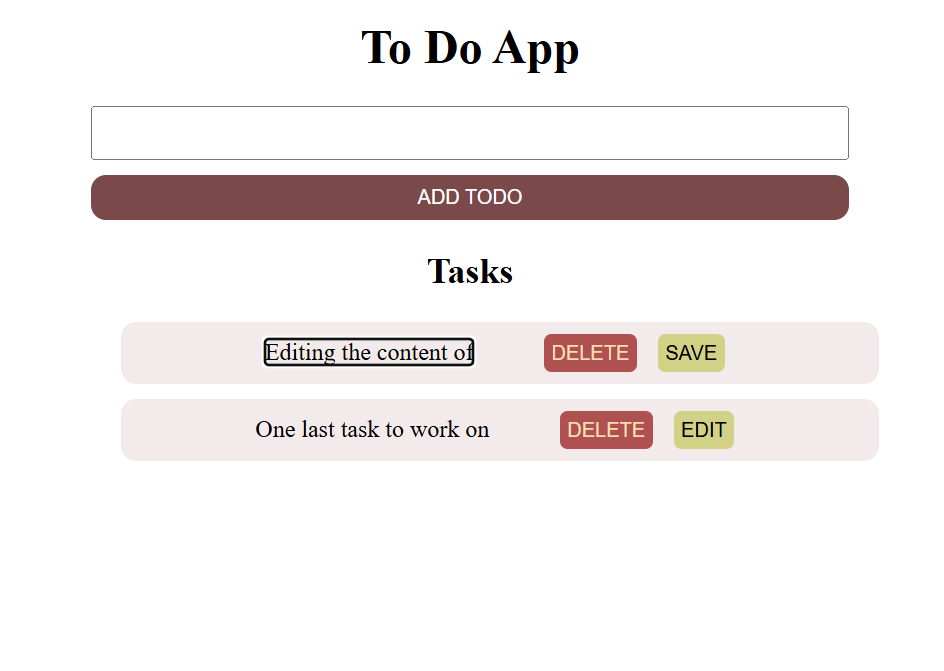 To Do App
ADD TODO
Tasks
Editing the content of DELETE SAVE
One last task to work on DELETE EDIT